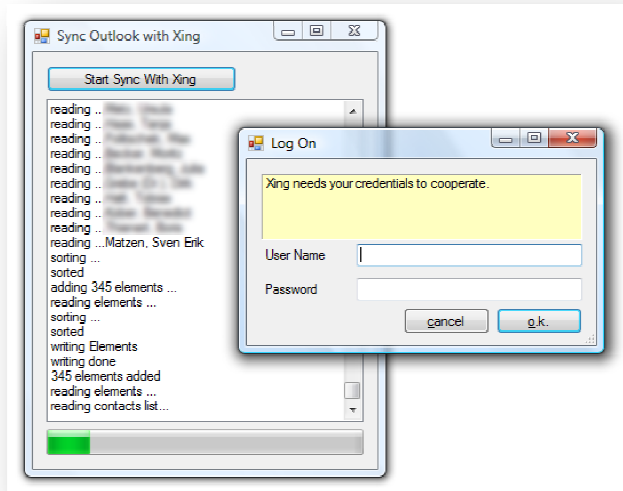 Sync Outlook with Xing
Start Sync With Xing
reading ..
reading ..
reading ..
reading ..
reading ..
reading ..
reading ..
reading ..
reading ..
reading ...Matzen, Sven Erik
sorting ...
sorted
adding 345 elements ...
reading elements ...
sorting ...
sorted
writing Elements
writing done
345 elements added
reading elements ...
reading contacts list...
Log On
Xing needs your credentials to cooperate.
User Name
Password
cancel
o.k.